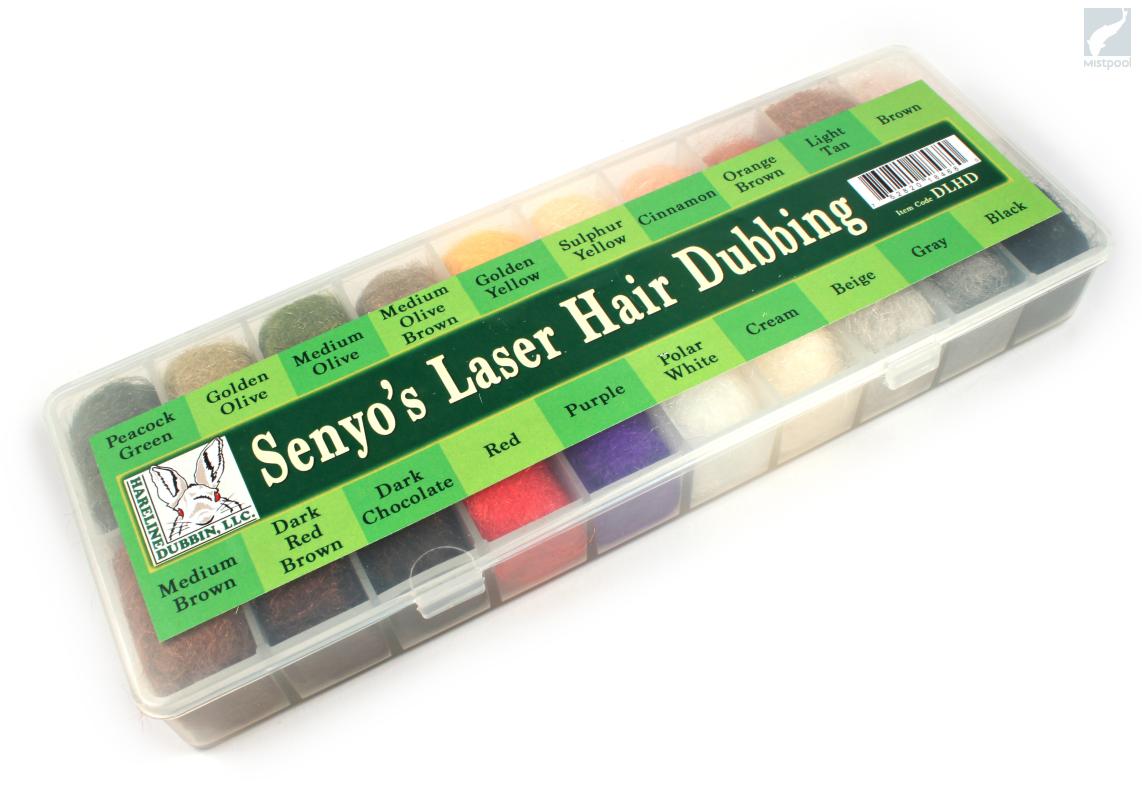 Mistpool
Peacock
Green
Golden
Olive
Medium
Olive
Medium
Olive
Brown
Golden
Yellow
Sulphur
Yellow
Cinnamon
Orange
Brown
Light
Tan
Brown
Senyo's Laser Hair Dubbing
Item Code DLHD
HARELINE
DUBBIN, LLC.
Medium
Brown
Dark
Red
Brown
Dark
Chocolate
Red
Purple
Polar
White
Cream
Beige
Gray
Black